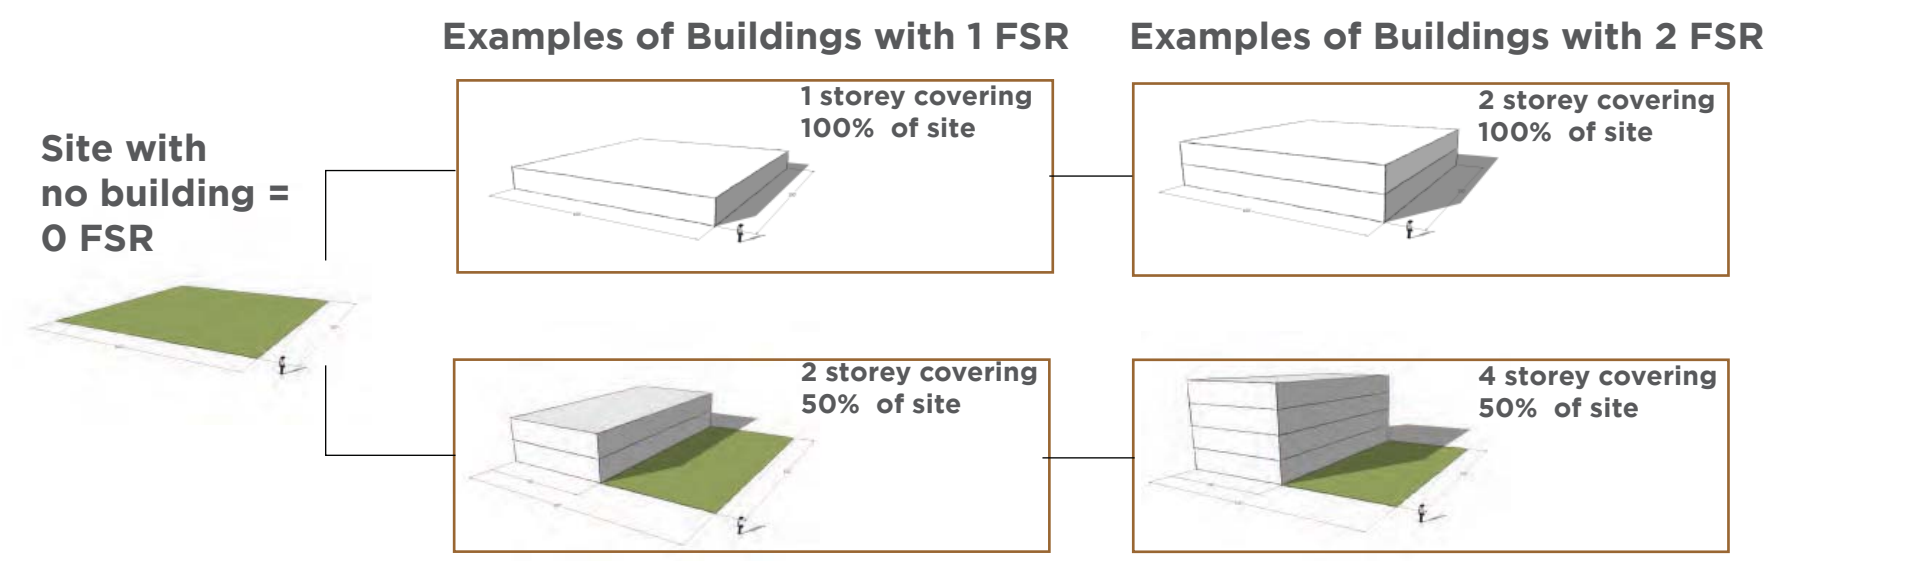 Examples of Buildings with 1 FSR
Examples of Buildings with 2 FSR
Site with
no building =
0 FSR
1 storey covering
100% of site
2 storey covering
100% of site
2 storey covering
50% of site
4 storey covering
50% of site